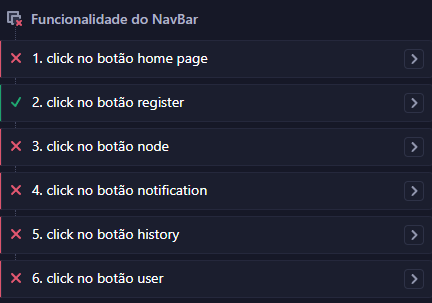 Funcionalidade do NavBar
1. click no botão home page
2. click no botão register
3. click no botão node
4. click no botão notification
5. click no botão history
6. click no botão user